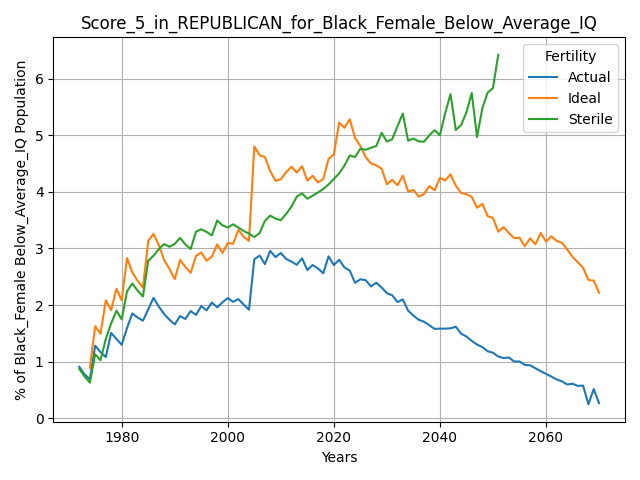 Score_5_in_REPUBLICAN_for_Black_Female_Below_Average_IQ
% of Black_Female Below_Average_IQ Population
6
5
4
3
2
1
0
Fertility
Actual
Ideal
Sterile
1980
2000
2020
2040
2060
Years